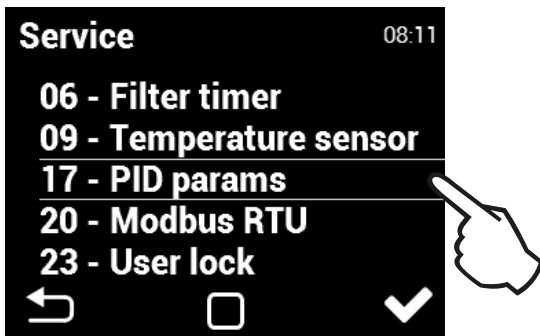 Service 08:11
06 - Filter timer
09 - Temperature sensor
17 - PID params
20 - Modbus RTU
23 - User lock